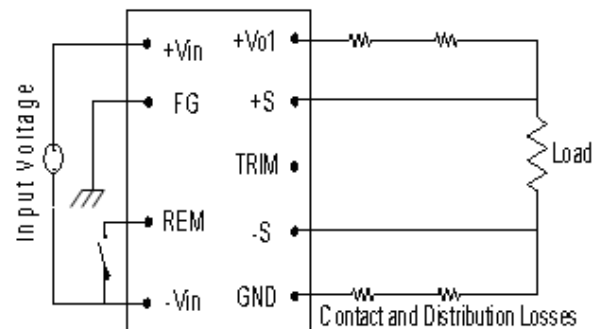 Input Voltage
+Vin
FG
REM
-Vin
+Vo1
+S
TRIM
-S
GND
Load
Contact and Distribution Losses